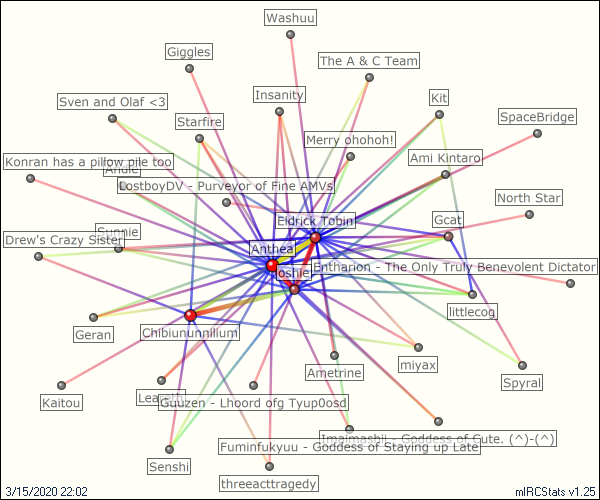 Washuu
Giggles
The A & C Team
Sven and Olaf <3
Insanity
Kit
Starfire
SpaceBridge
Merry ohohoh!
Ami Kintaro
Konran has a pillow pile too
Andie
LostboyDV - Purveyor of Fine AMVs
North Star
Eldrick Tobin
Gcat
Sunnie
Drew's Crazy Sister
Anthea
Entharion - The Only Truly Benevolent Dictator
littlecog
Geran
Chibiununnilium
miyax
Ametrine
Spyral
Kaitou
Guuzen - Lhoord ofg Tyup0osd
Imaimashii - Goddess of Cute. (^)-(^)
Fuminfukyuu - Goddess of Staying up Late
Senshi
threeacttragedy
3/15/2020 22:02
mIRCStats v1.25